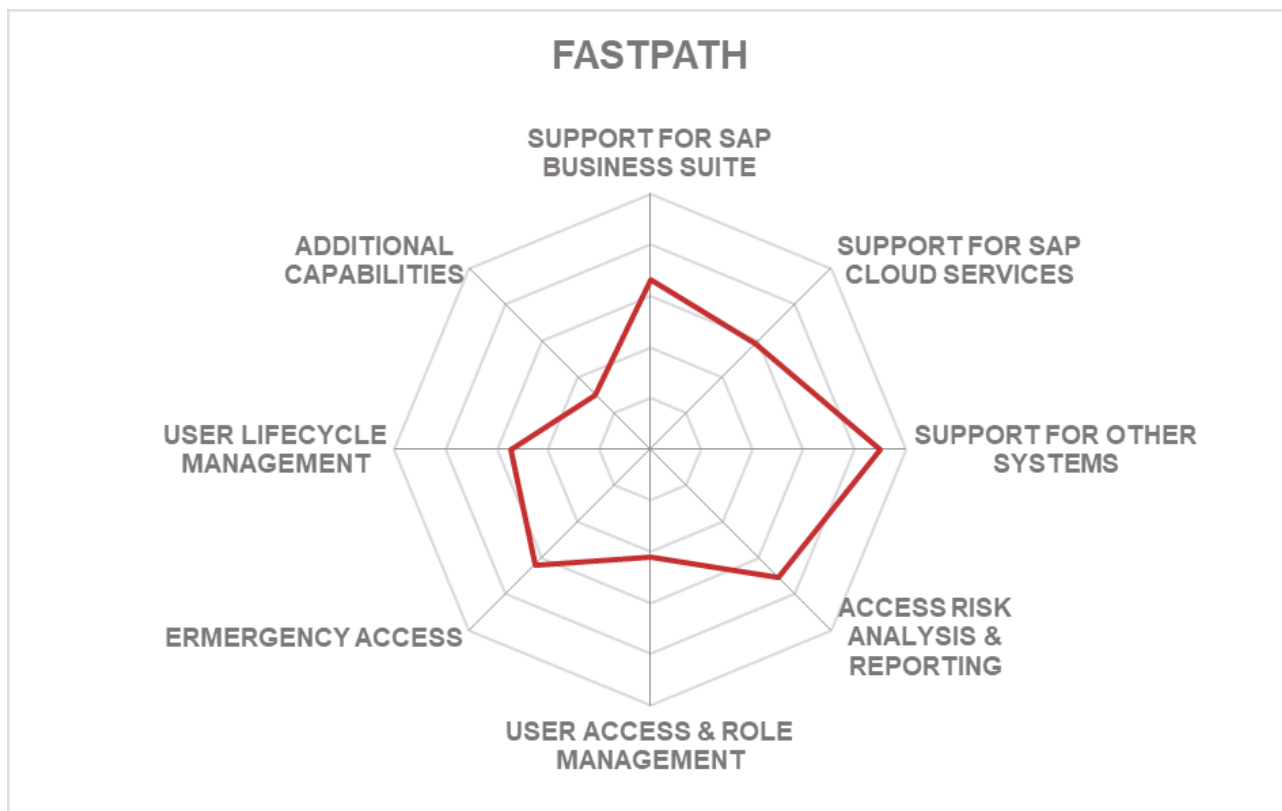 FASTPATH
SUPPORT FOR SAP
BUSINESS SUITE
SUPPORT FOR SAP
CLOUD SERVICES
SUPPORT FOR OTHER
SYSTEMS
ACCESS RISK
ANALYSIS &
REPORTING
USER ACCESS & ROLE
MANAGEMENT
ERMERGENCY ACCESS
USER LIFECYCLE
MANAGEMENT
ADDITIONAL
CAPABILITIES